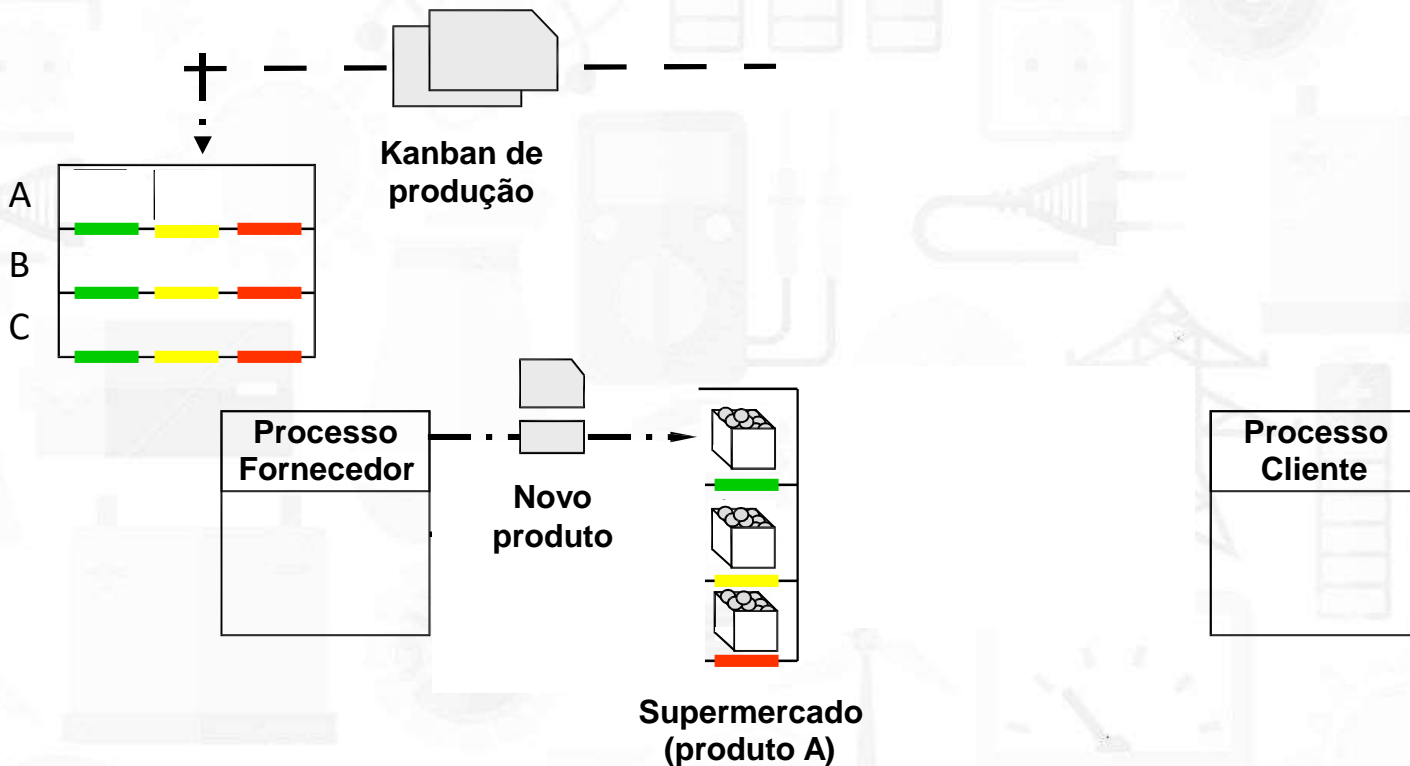 Kanban de
produção
A
B
C
Processo
Fornecedor
Novo
produto
Processo
Cliente
Supermercado
(produto A)